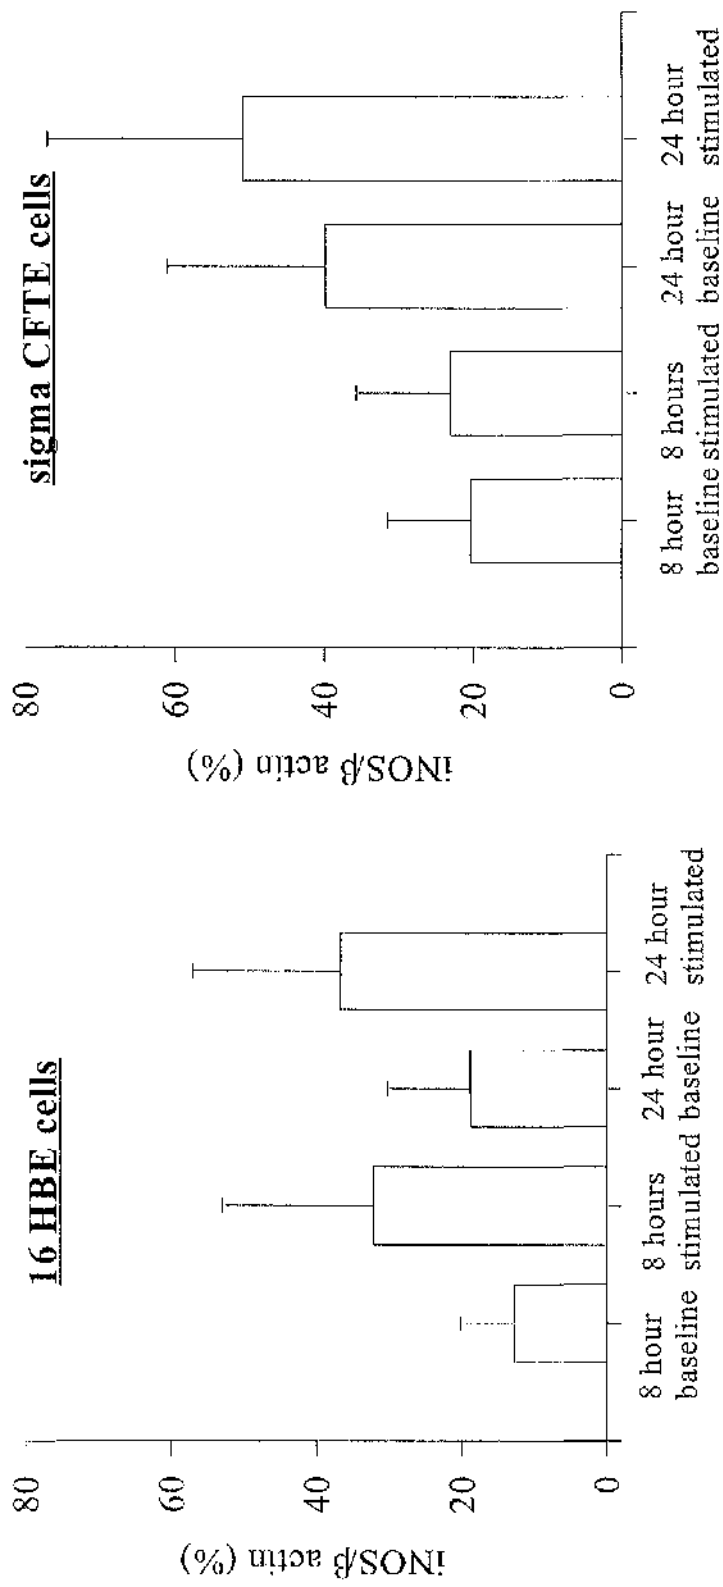 16 HBE cells
iNOS/β actin (%)
80
60
40
20
0
8 hour 8 hours 24 hour 24 hour
baseline stimulated baseline stimulated
sigma CFTE cells
iNOS/β actin (%)
80
60
40
20
0
8 hour 8 hours 24 hour 24 hour
baseline stimulated baseline stimulated